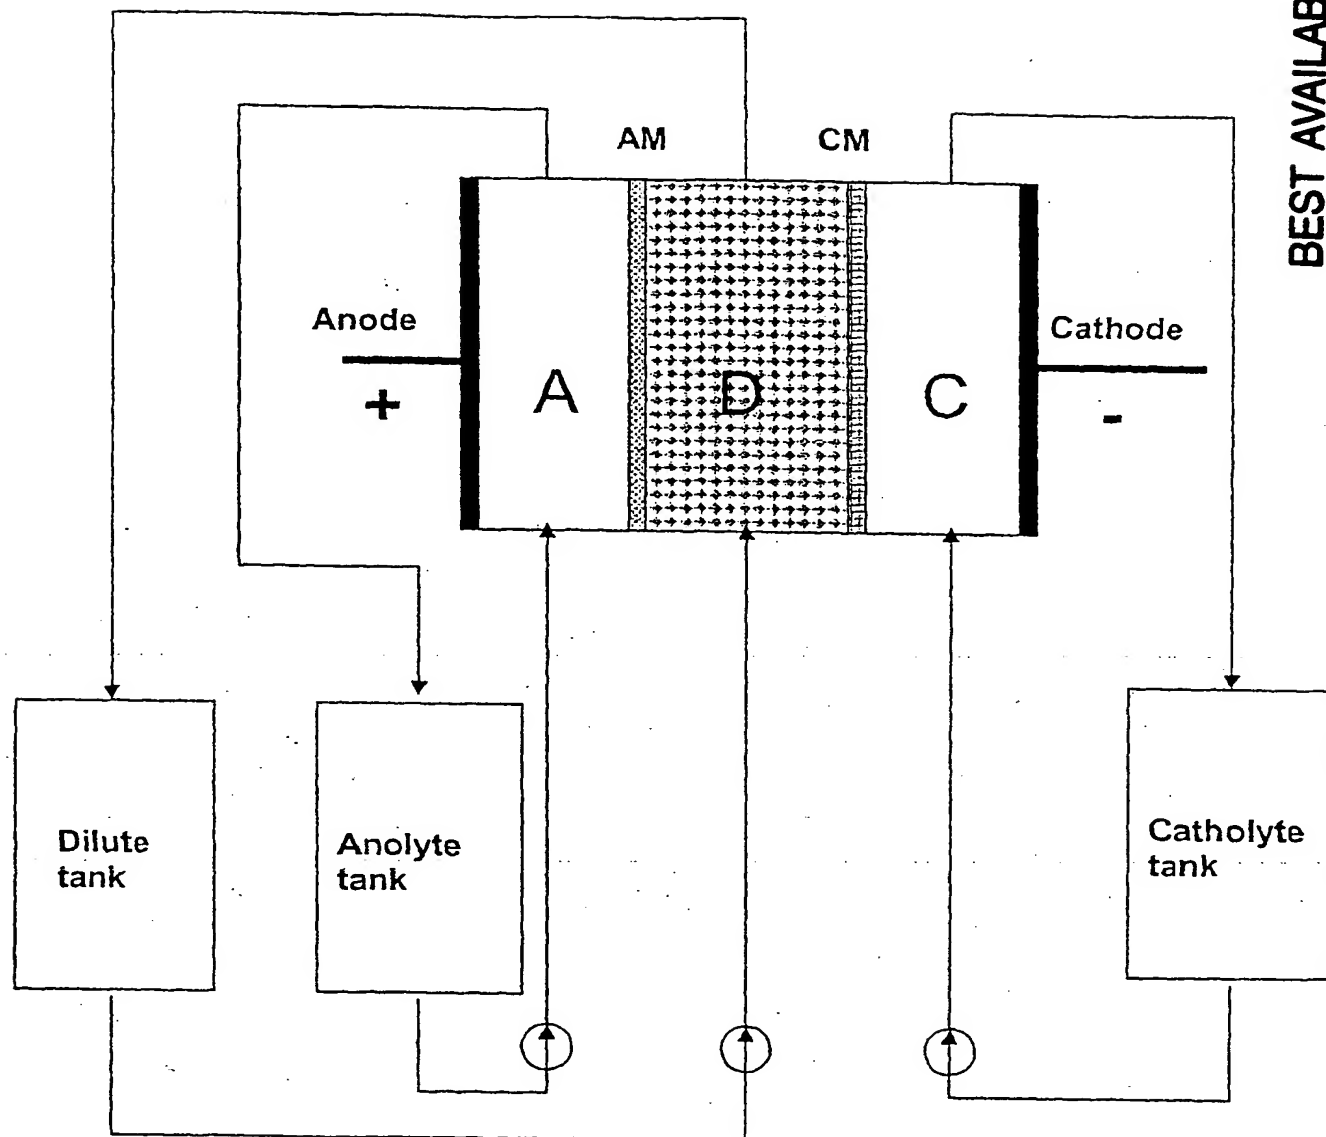 BEST AVAILAB
AM
CM
Anode
+
Cathode
-
A
D
C
Dilute
tank
Anolyte
tank
Catholyte
tank